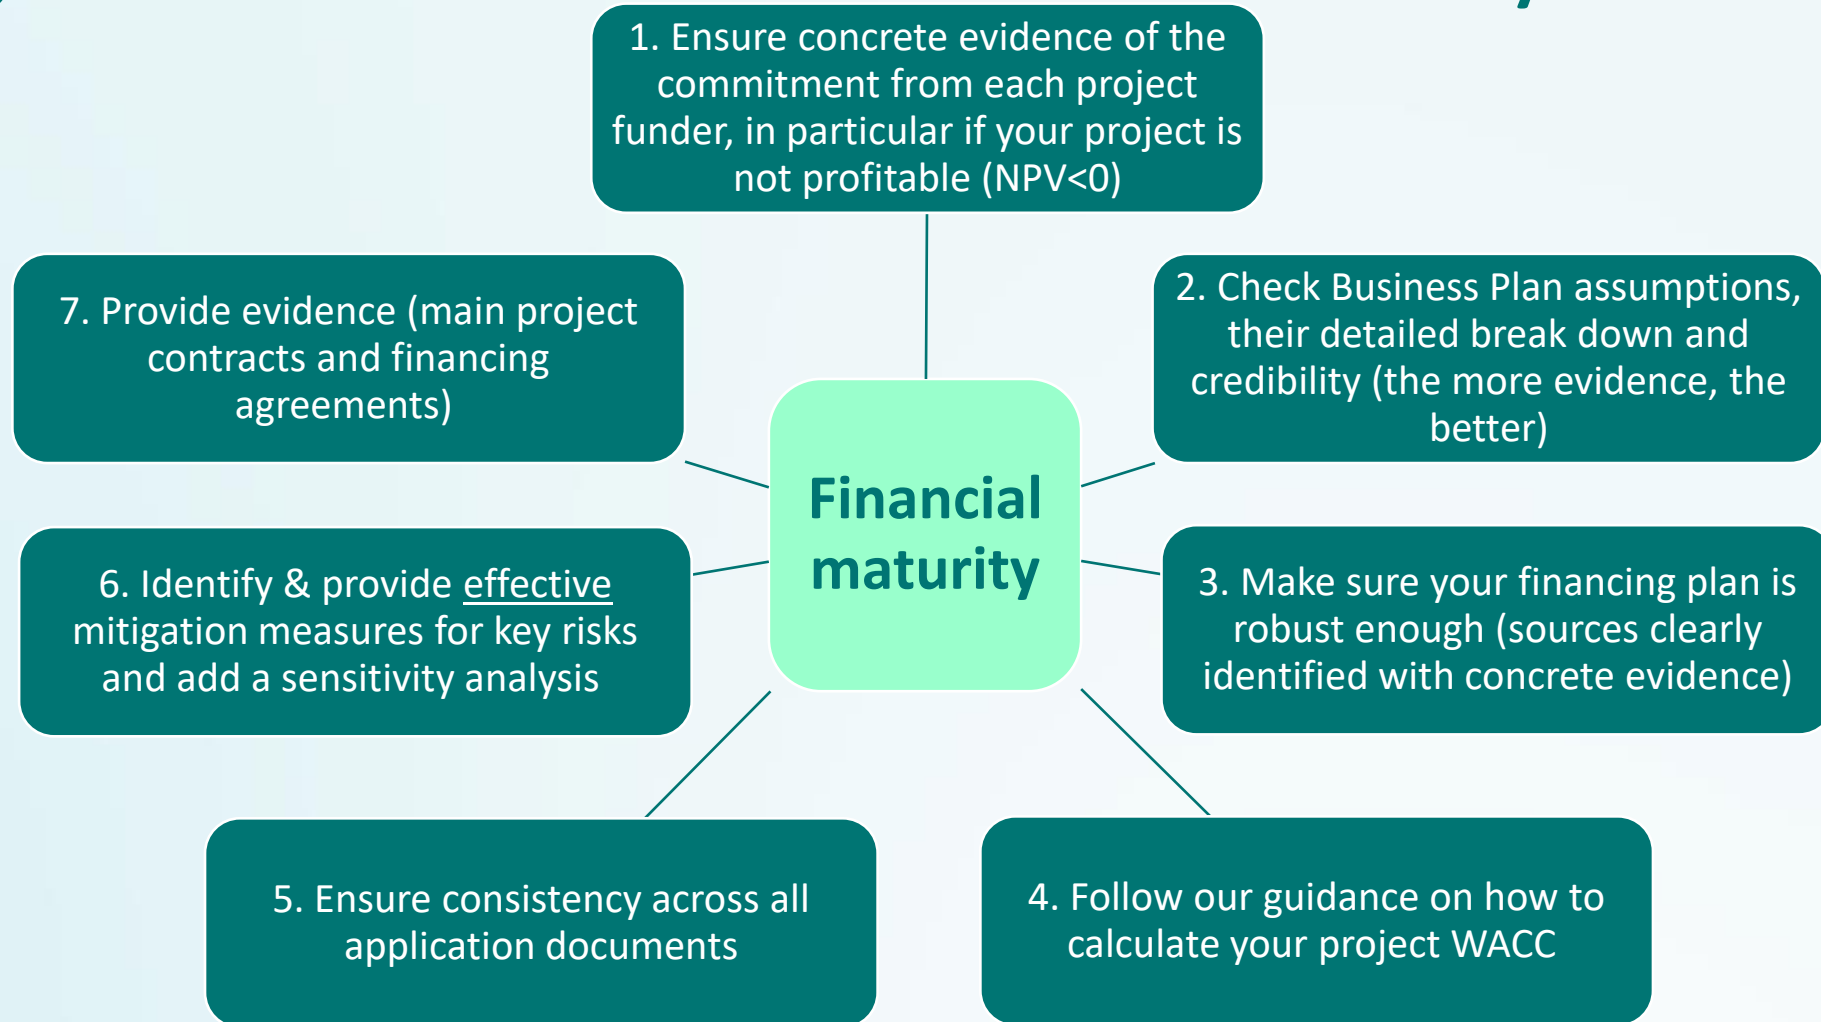 1. Ensure concrete evidence of the
commitment from each project
funder, in particular if your project is
not profitable (NPV<0)
2. Check Business Plan assumptions,
their detailed break down and
credibility (the more evidence, the
better)
3. Make sure your financing plan is
robust enough (sources clearly
identified with concrete evidence)
4. Follow our guidance on how to
calculate your project WACC
5. Ensure consistency across all
application documents
6. Identify & provide effective
mitigation measures for key risks
and add a sensitivity analysis
7. Provide evidence (main project
contracts and financing
agreements)
Financial
maturity